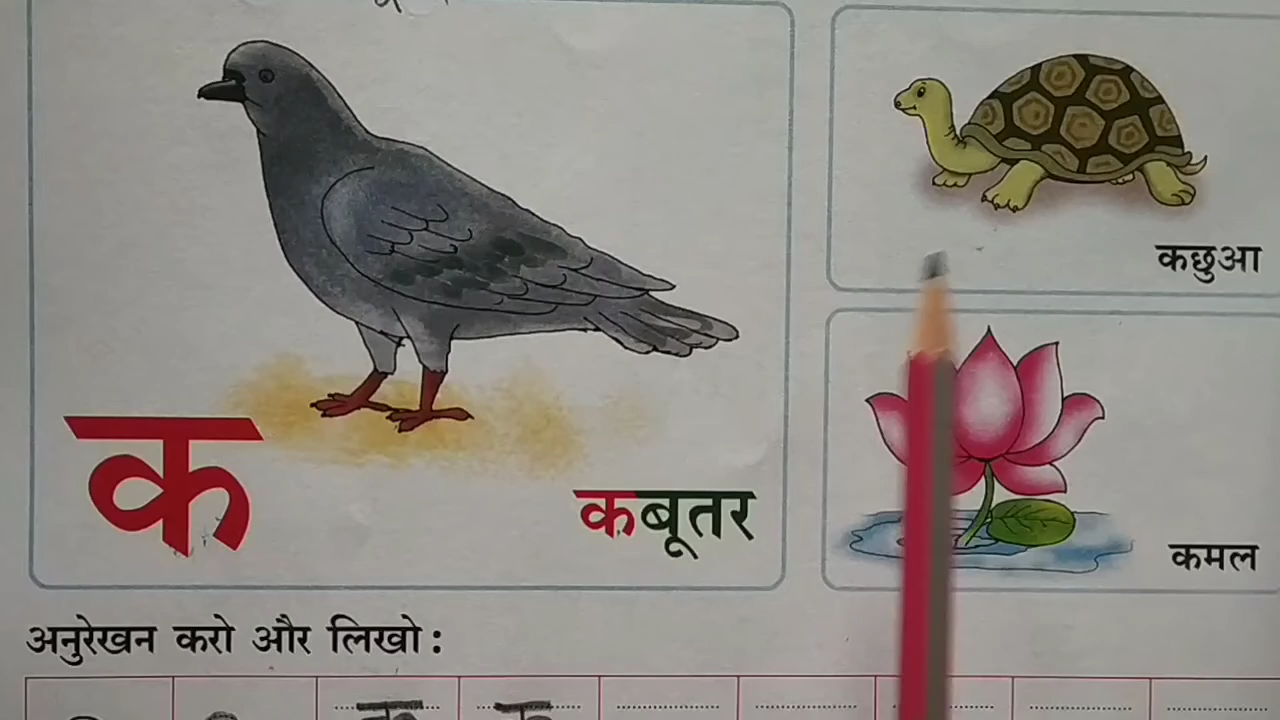 कछुआ
क
कबूतर
कमल
अनुरेखन करो और लिखो :
क क